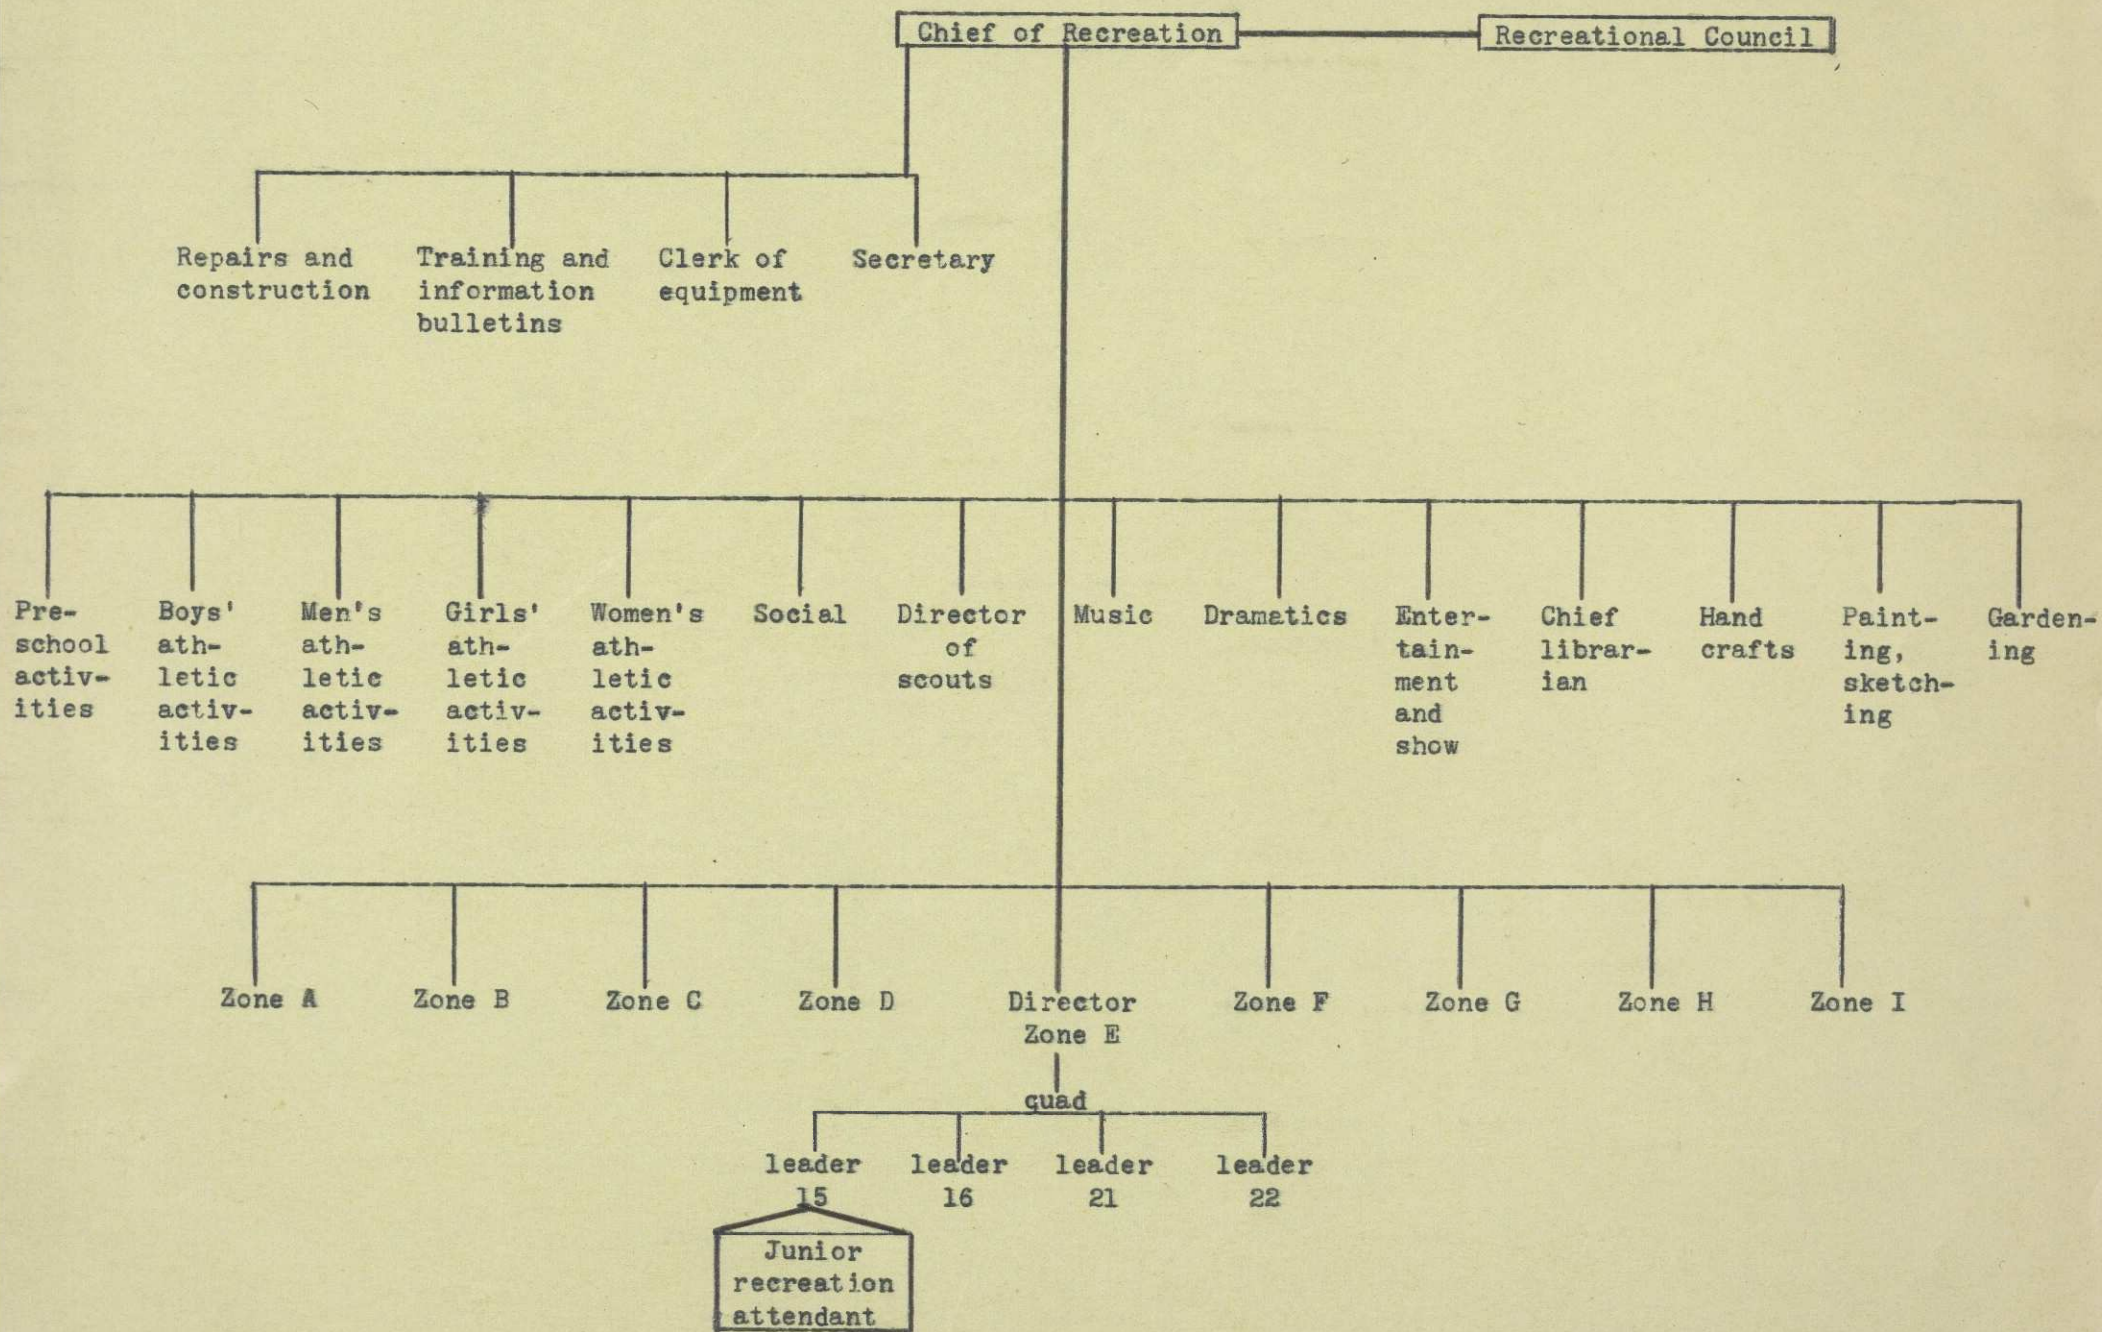 Chief of Recreation
Recreational Council
Repairs and
construction
Training and
information
bulletins
Clerk of
equipment
Secretary
Pre-
school
activ-
ities
Boys'
ath-
letic
activ-
ities
Men's
ath-
letic
activ-
ities
Girls'
ath-
letic
activ-
ities
Women's
ath-
letic
activ-
ities
Social
Director
of
scouts
Music
Dramatics
Enter-
tain-
ment
and
show
Chief
librar-
ian
Hand
crafts
Paint-
ing,
sketch-
ing
Garden-
ing
Zone A
Zone B
Zone C
Zone D
Director
Zone E
Zone F
Zone G
Zone H
Zone I
quad
leader
15
leader
16
leader
21
leader
22
Junior
recreation
attendant